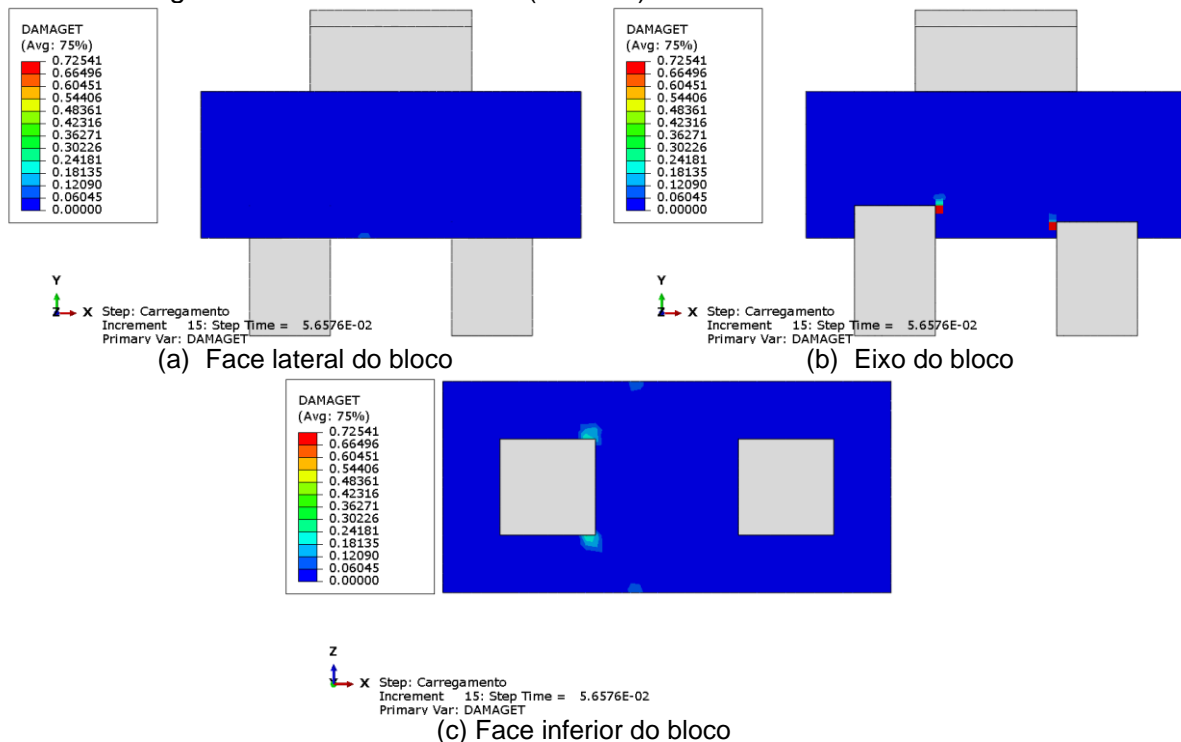 DAMAGET
(Avg: 75%)
0.72541
0.66496
0.60451
0.54406
0.48361
0.42316
0.36271
0.30226
0.24181
0.18135
0.12090
0.06045
0.00000
Y
Z X
Step: Carregamento
Increment 15: Step Time = 5.6576E-02
Primary Var: DAMAGET
(a) Face lateral do bloco
DAMAGET
(Avg: 75%)
0.72541
0.66496
0.60451
0.54406
0.48361
0.42316
0.36271
0.30226
0.24181
0.18135
0.12090
0.06045
0.00000
Y
Z X
Step: Carregamento
Increment 15: Step Time = 5.6576E-02
Primary Var: DAMAGET
(b) Eixo do bloco
DAMAGET
(Avg: 75%)
0.72541
0.66496
0.60451
0.54406
0.48361
0.42316
0.36271
0.30226
0.24181
0.18135
0.12090
0.06045
0.00000
Z
Y X
Step: Carregamento
Increment 15: Step Time = 5.6576E-02
Primary Var: DAMAGET
(c) Face inferior do bloco